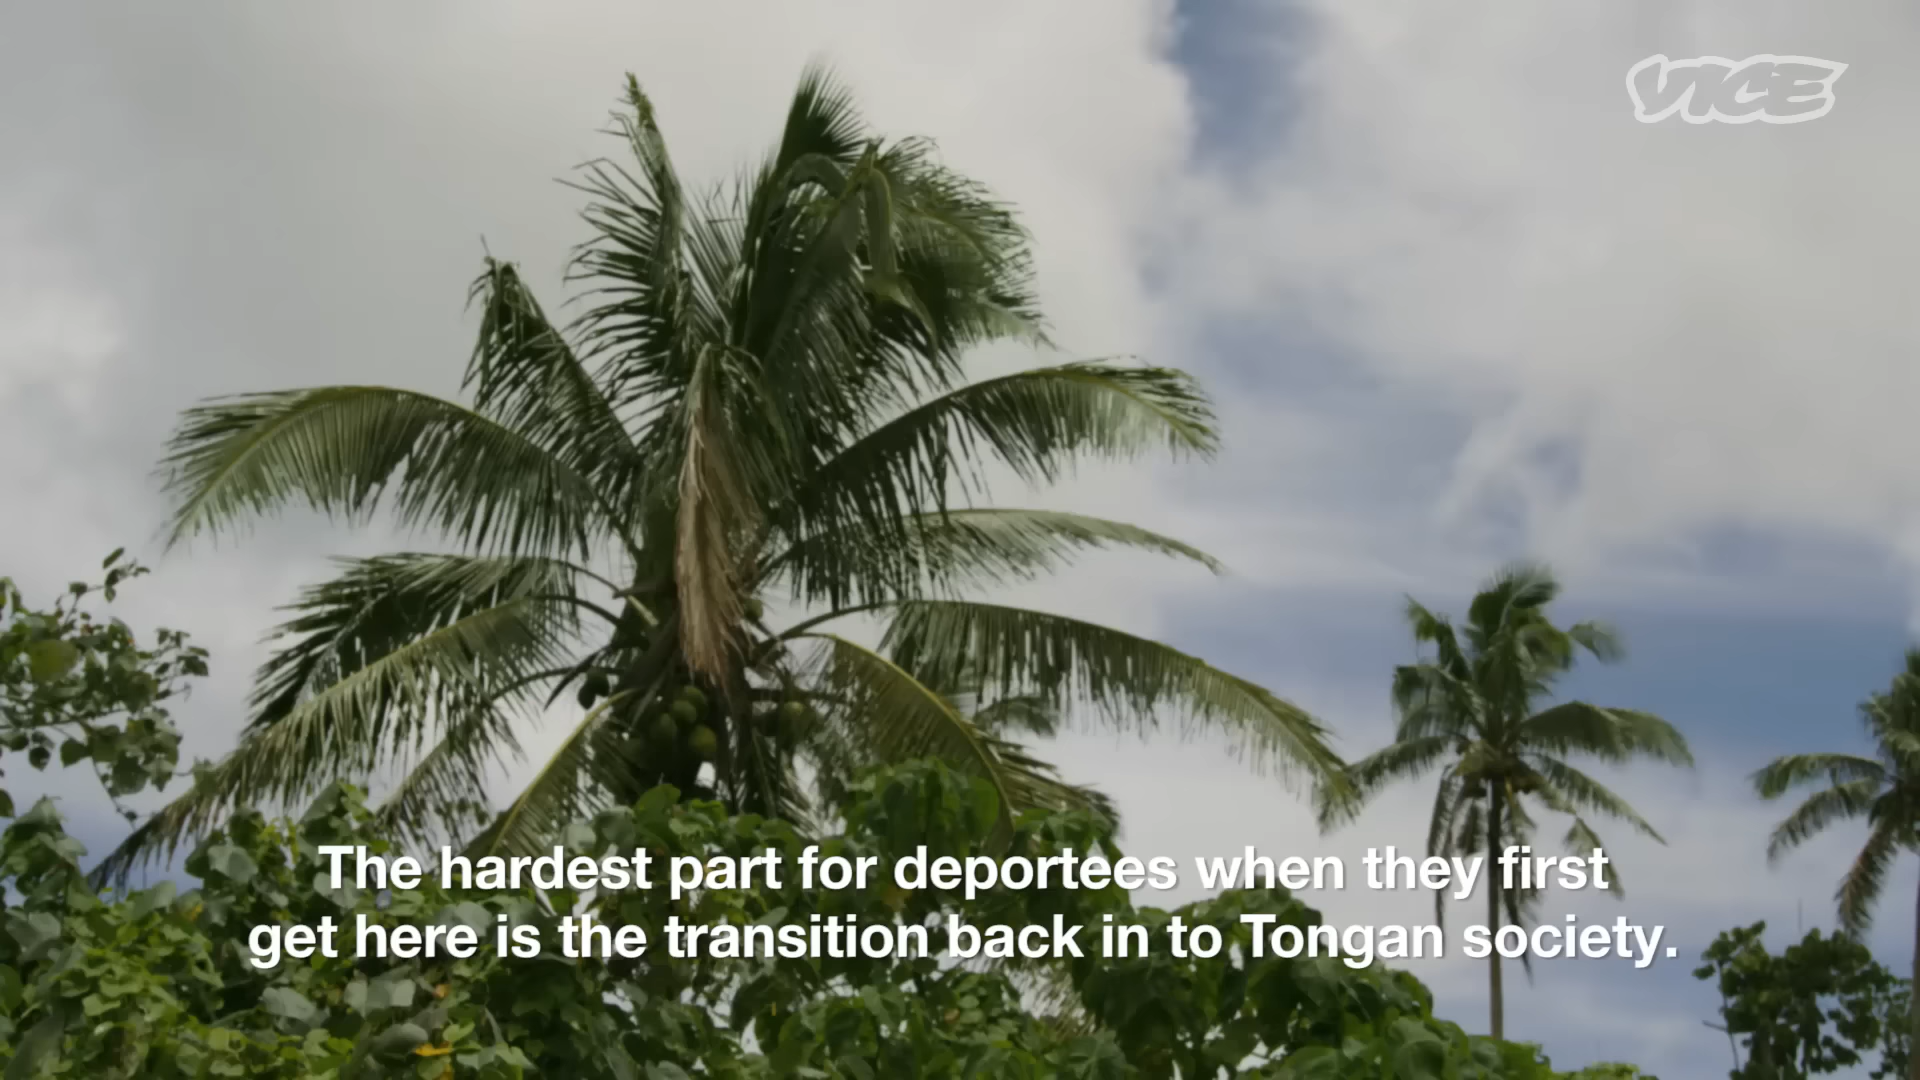 VICE
The hardest part for deportees when they first
get here is the transition back in to Tongan society.